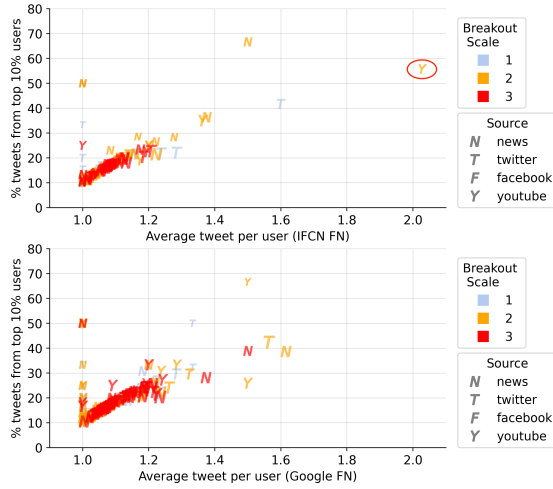 80
70
60
50
40
30
20
10
0
% tweets from top 10% users
1.0 1.2 1.4 1.6 1.8 2.0
Average tweet per user (IFCN FN)
Breakout
Scale
1
2
3
Source
N news
T twitter
F facebook
Y youtube
80
70
60
50
40
30
20
10
0
% tweets from top 10% users
1.0 1.2 1.4 1.6 1.8 2.0
Average tweet per user (Google FN)
Breakout
Scale
1
2
3
Source
N news
T twitter
F facebook
Y youtube